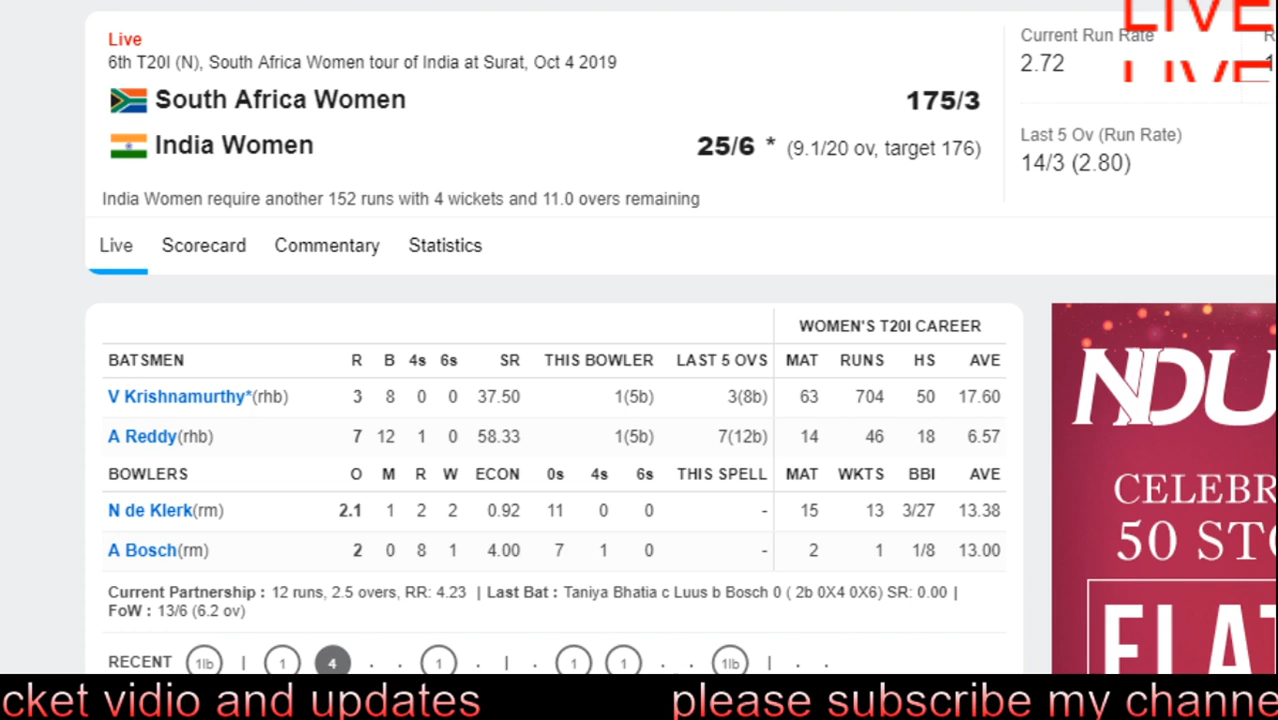 LIVE
LIVE
Live
6th T20I (N), South Africa Women tour of India at Surat, Oct 4 2019
South Africa Women 175/3
India Women 25/6 * (9.1/20 ov, target 176)
India Women require another 152 runs with 4 wickets and 11.0 overs remaining
Current Run Rate R
2.72 1
Last 5 Ov (Run Rate)
14/3 (2.80)
Live Scorecard Commentary Statistics
WOMEN'S T20I CAREER
BATSMEN R B 4s 6s SR THIS BOWLER LAST 5 OVS MAT RUNS HS AVE
V Krishnamurthy*(rhb) 3 8 0 0 37.50 1(5b) 3(8b) 63 704 50 17.60
A Reddy(rhb) 7 12 1 0 58.33 1(5b) 7(12b) 14 46 18 6.57
BOWLERS O M R W ECON 0s 4s 6s THIS SPELL MAT WKTS BBI AVE
N de Klerk(rm) 2.1 1 2 2 0.92 11 0 0 - 15 13 3/27 13.38
A Bosch(rm) 2 0 8 1 4.00 7 1 0 - 2 1 1/8 13.00
Current Partnership : 12 runs, 2.5 overs, RR: 4.23 | Last Bat : Taniya Bhatia c Luus b Bosch 0 ( 2b 0X4 0X6) SR: 0.00 |
FoW : 13/6 (6.2 ov)
RECENT 1lb | 1 4 . . 1 . | . 1 1 . . 1lb | . .
NDU
CELEBR
50 STO
FLAT
cket vidio and updates please subscribe my channe